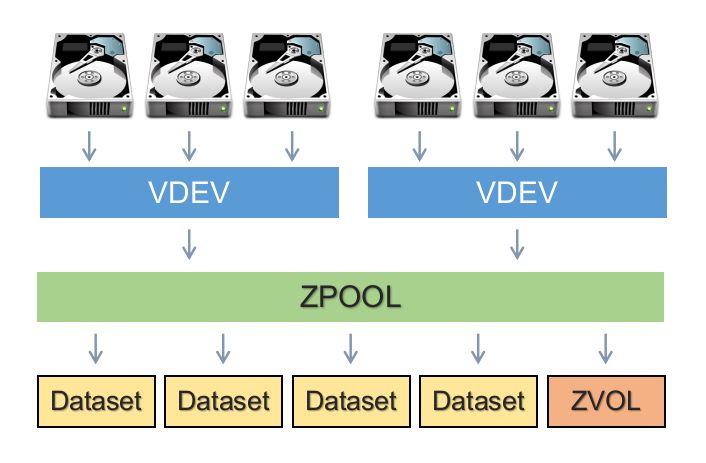 VDEV VDEV
ZPOOL
Dataset Dataset Dataset Dataset ZVOL